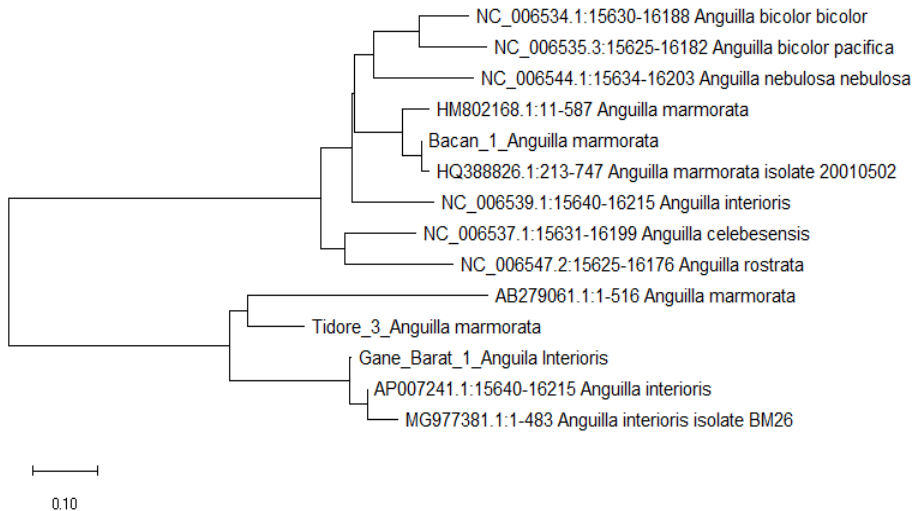 NC_006534.1:15630-16188 Anguilla bicolor bicolor
NC_006535.3:15625-16182 Anguilla bicolor pacifica
NC_006544.1:15634-16203 Anguilla nebulosa nebulosa
HM802168.1:11-587 Anguilla marmorata
Bacan_1_Anguilla marmorata
HQ388826.1:213-747 Anguilla marmorata isolate 20010502
NC_006539.1:15640-16215 Anguilla interioris
NC_006537.1:15631-16199 Anguilla celebesensis
NC_006547.2:15625-16176 Anguilla rostrata
AB279061.1:1-516 Anguilla marmorata
Tidore_3_Anguilla marmorata
Gane_Barat_1_Anguila Interioris
AP007241.1:15640-16215 Anguilla interioris
MG977381.1:1-483 Anguilla interioris isolate BM26
0.10